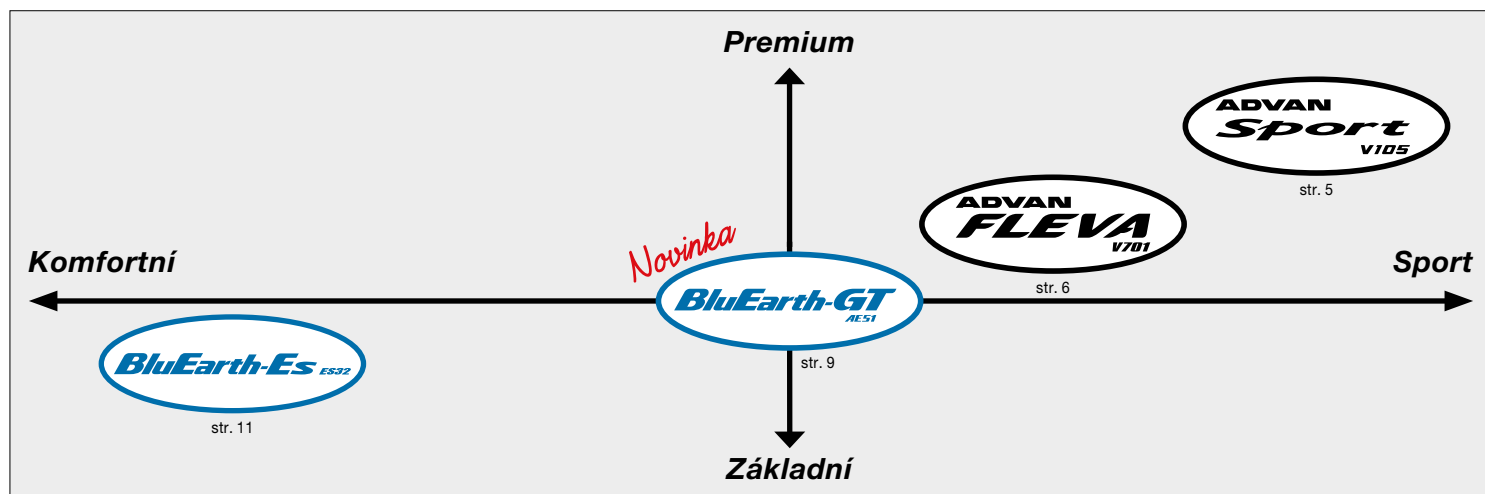 Premium
ADVAN
Sport
V105
str. 5
ADVAN
FLEVA
V701
str. 6
Novinka
Komfortní
Sport
BluEarth-GT
AE51
str. 9
BluEarth-Es ES32
str. 11
Základní